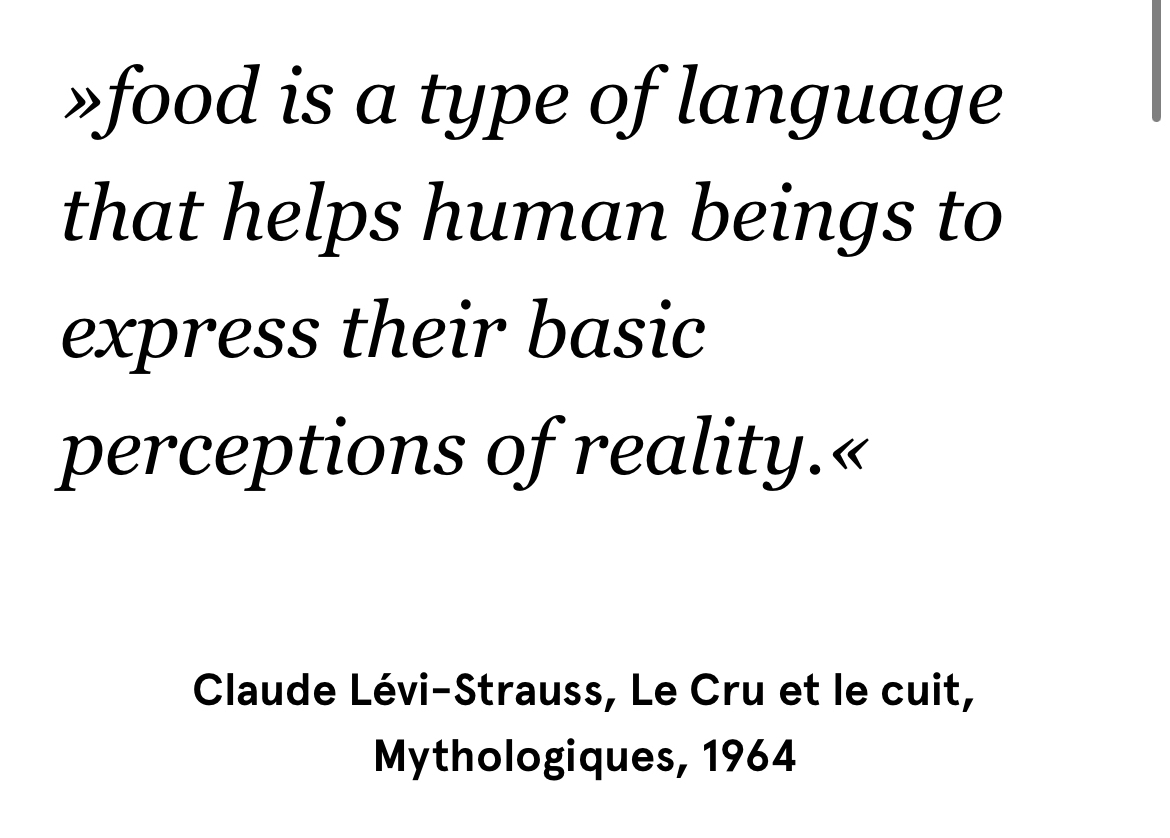 »food is a type of language
that helps human beings to
express their basic
perceptions of reality.«
Claude Lévi-Strauss, Le Cru et le cuit,
Mythologiques, 1964